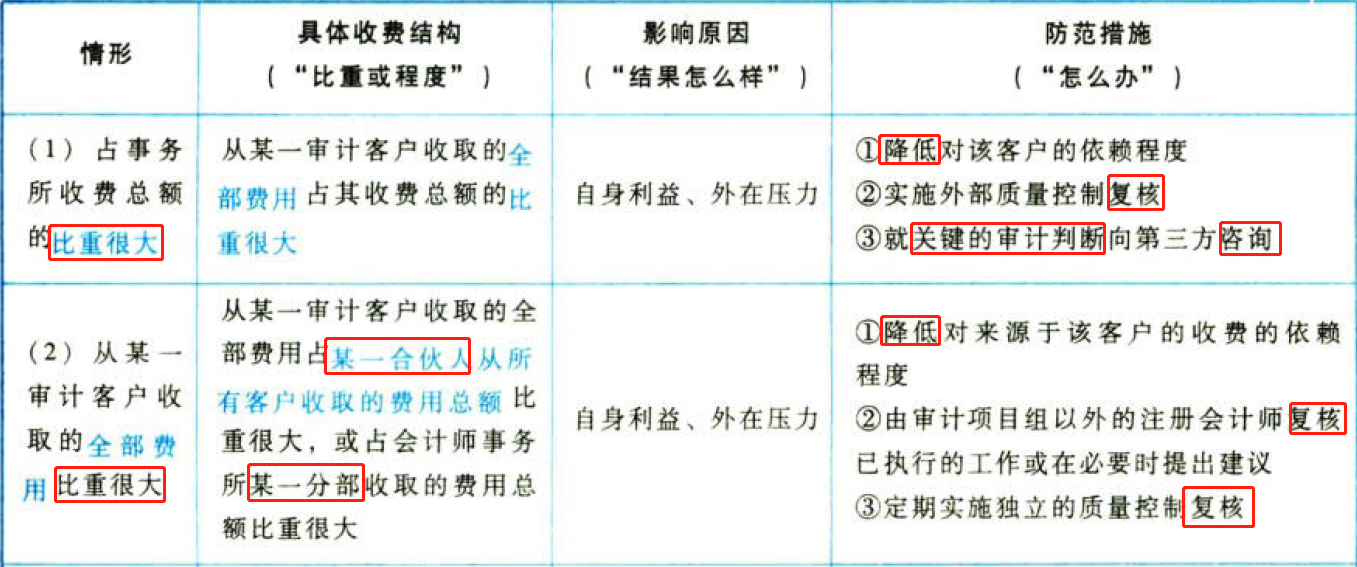 情形
具体收费结构
(“比重或程度”)
影响原因
(“结果怎么样”)
防范措施
(“怎么办”)
(1)占事务
所收费总额
的比重很大
从某一审计客户收取的全
部费用占其收费总额的比
重很大
自身利益、外在压力
①降低对该客户的依赖程度
②实施外部质量控制复核
③就关键的审计判断向第三方咨询
(2)从某一
审计客户收
取的全部费
用比重很大
从某一审计客户收取的全
部费用占某一合伙人从所
有客户收取的费用总额比
重很大，或占会计师事务
所某一分部收取的费用总
额比重很大
自身利益、外在压力
①降低对来源于该客户的收费的依赖
程度
②由审计项目组以外的注册会计师复核
已执行的工作或在必要时提出建议
③定期实施独立的质量控制复核